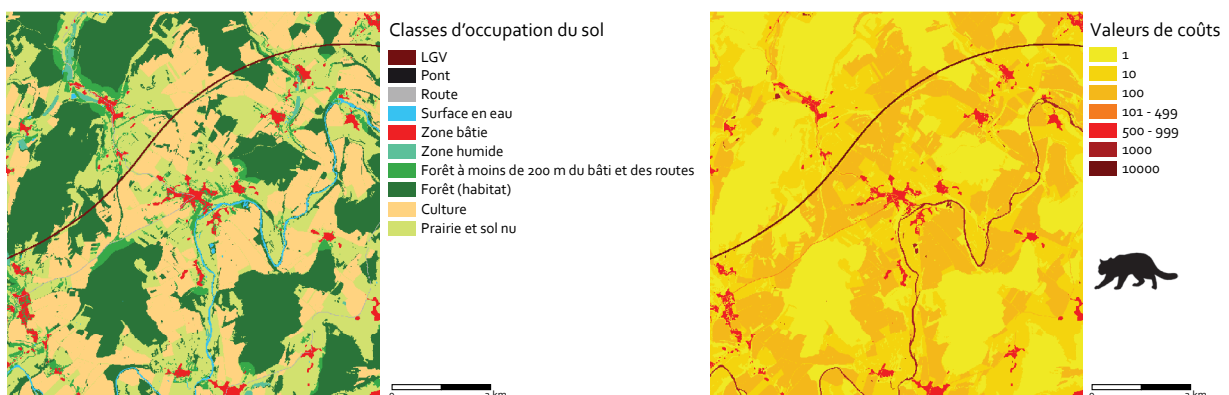 Classes d'occupation du sol
LGV
Pont
Route
Surface en eau
Zone bâtie
Zone humide
Forêt à moins de 200 m du bâti et des routes
Forêt (habitat)
Culture
Prairie et sol nu
Valeurs de coûts
1
10
100
101 - 499
500 - 999
1000
10000